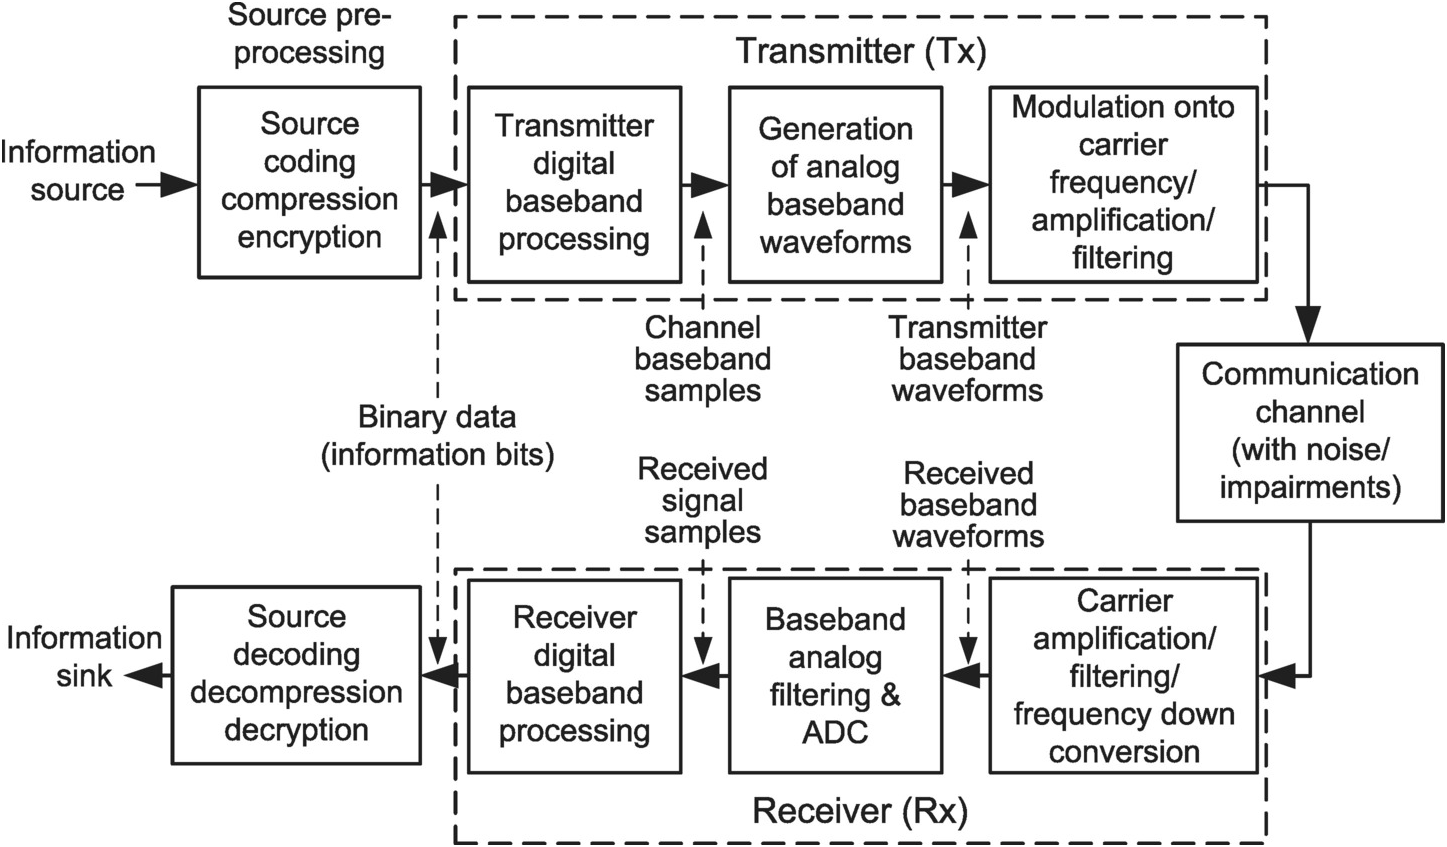 Source pre-
processing
Transmitter (Tx)
Information
source
Source
coding
compression
encryption
Transmitter
digital
baseband
processing
Generation
of analog
baseband
waveforms
Modulation onto
carrier
frequency/
amplification/
filtering
Channel
baseband
samples
Transmitter
baseband
waveforms
Communication
channel
(with noise/
impairments)
Binary data
(information bits)
Received
signal
samples
Received
baseband
waveforms
Information
sink
Source
decoding
decompression
decryption
Receiver
digital
baseband
processing
Baseband
analog
filtering &
ADC
Carrier
amplification/
filtering/
frequency down
conversion
Receiver (Rx)